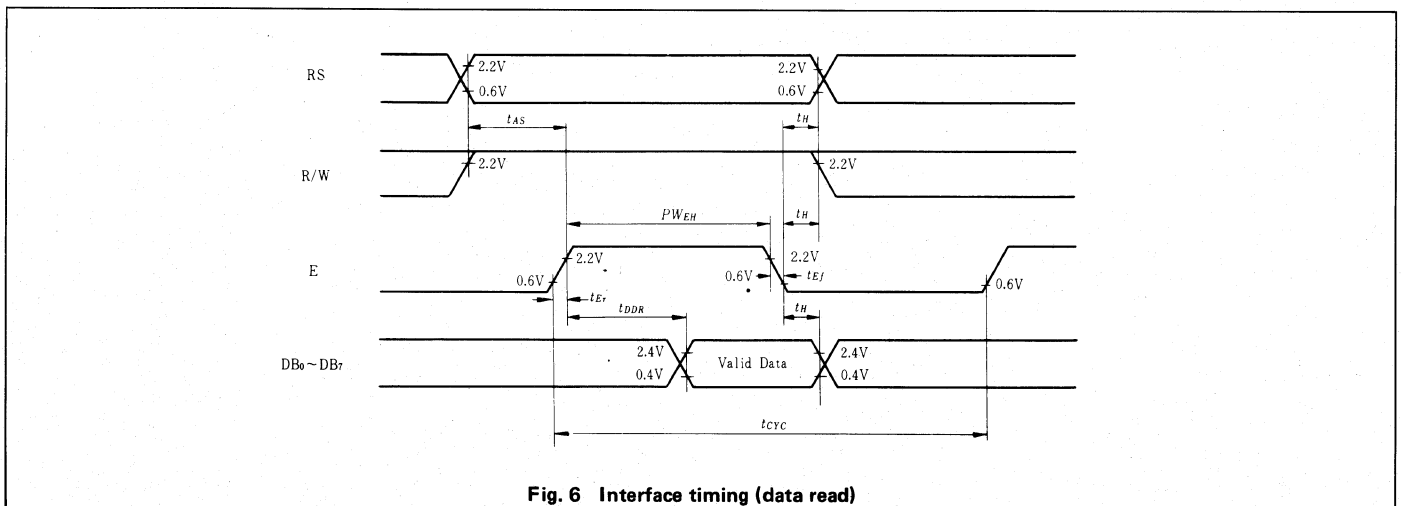 RS
2.2V
0.6V
2.2V
0.6V
tAS
tH
R/W
2.2V
2.2V
PWEH
tH
E
0.6V
2.2V
0.6V
2.2V
0.6V
tEr
tEf
tDDR
tH
DB0~DB7
2.4V
0.4V
Valid Data
2.4V
0.4V
tCYC
Fig. 6 Interface timing (data read)